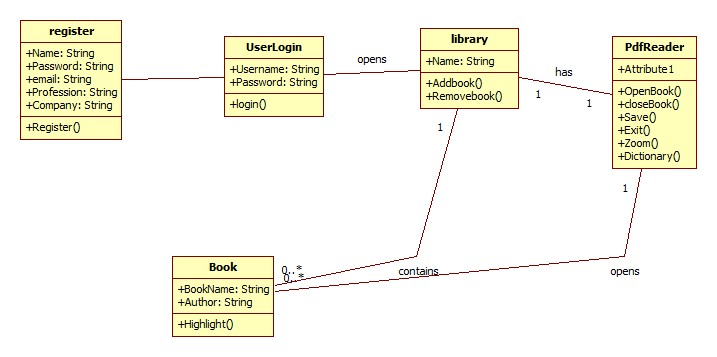 register
+Name: String
+Password: String
+email: String
+Profession: String
+Company: String
+Register()
UserLogin
+Username: String
+Password: String
+login()
opens
library
+Name: String
+Addbook()
+Removebook()
has
1
1
PdfReader
+Attribute1
+OpenBook()
+closeBook()
+Save()
+Exit()
+Zoom()
+Dictionary()
1
1
Book
+BookName: String
+Author: String
+Highlight()
0..*
0..*
contains
opens